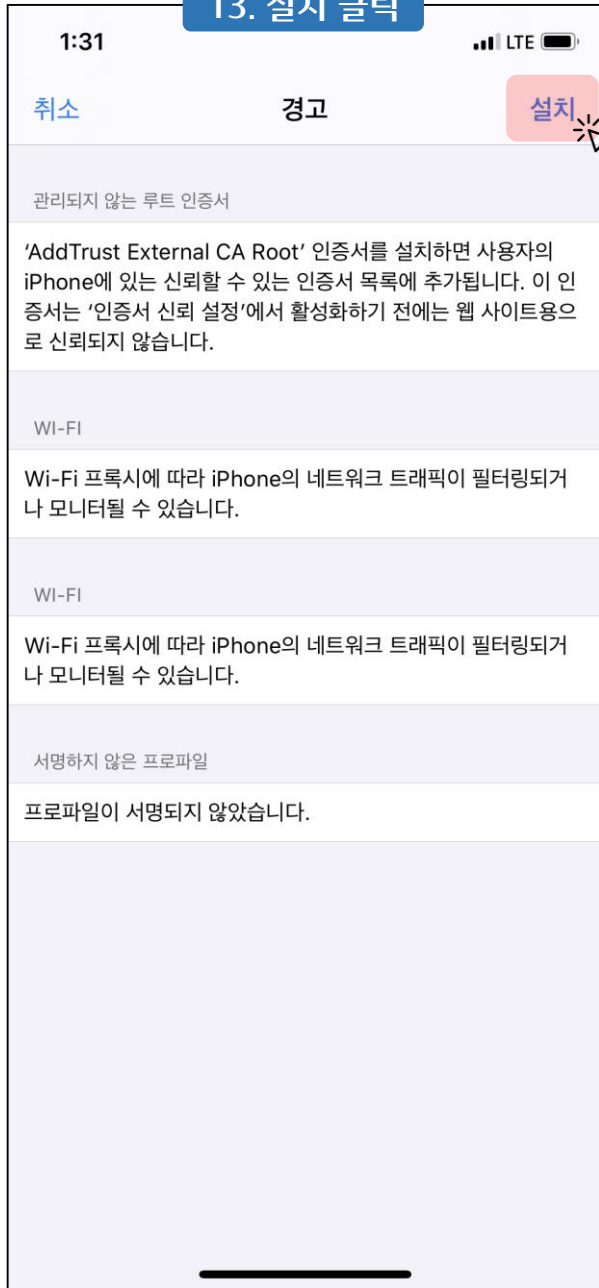 13. 설치 클릭
1:31
LTE
취소
경고
설치
관리되지 않는 루트 인증서
‘AddTrust External CA Root’ 인증서를 설치하면 사용자의
iPhone에 있는 신뢰할 수 있는 인증서 목록에 추가됩니다. 이 인
증서는 ‘인증서 신뢰 설정’에서 활성화하기 전에는 웹 사이트용으
로 신뢰되지 않습니다.
WI-FI
Wi-Fi 프록시에 따라 iPhone의 네트워크 트래픽이 필터링되거
나 모니터될 수 있습니다.
WI-FI
Wi-Fi 프록시에 따라 iPhone의 네트워크 트래픽이 필터링되거
나 모니터될 수 있습니다.
서명하지 않은 프로파일
프로파일이 서명되지 않았습니다.